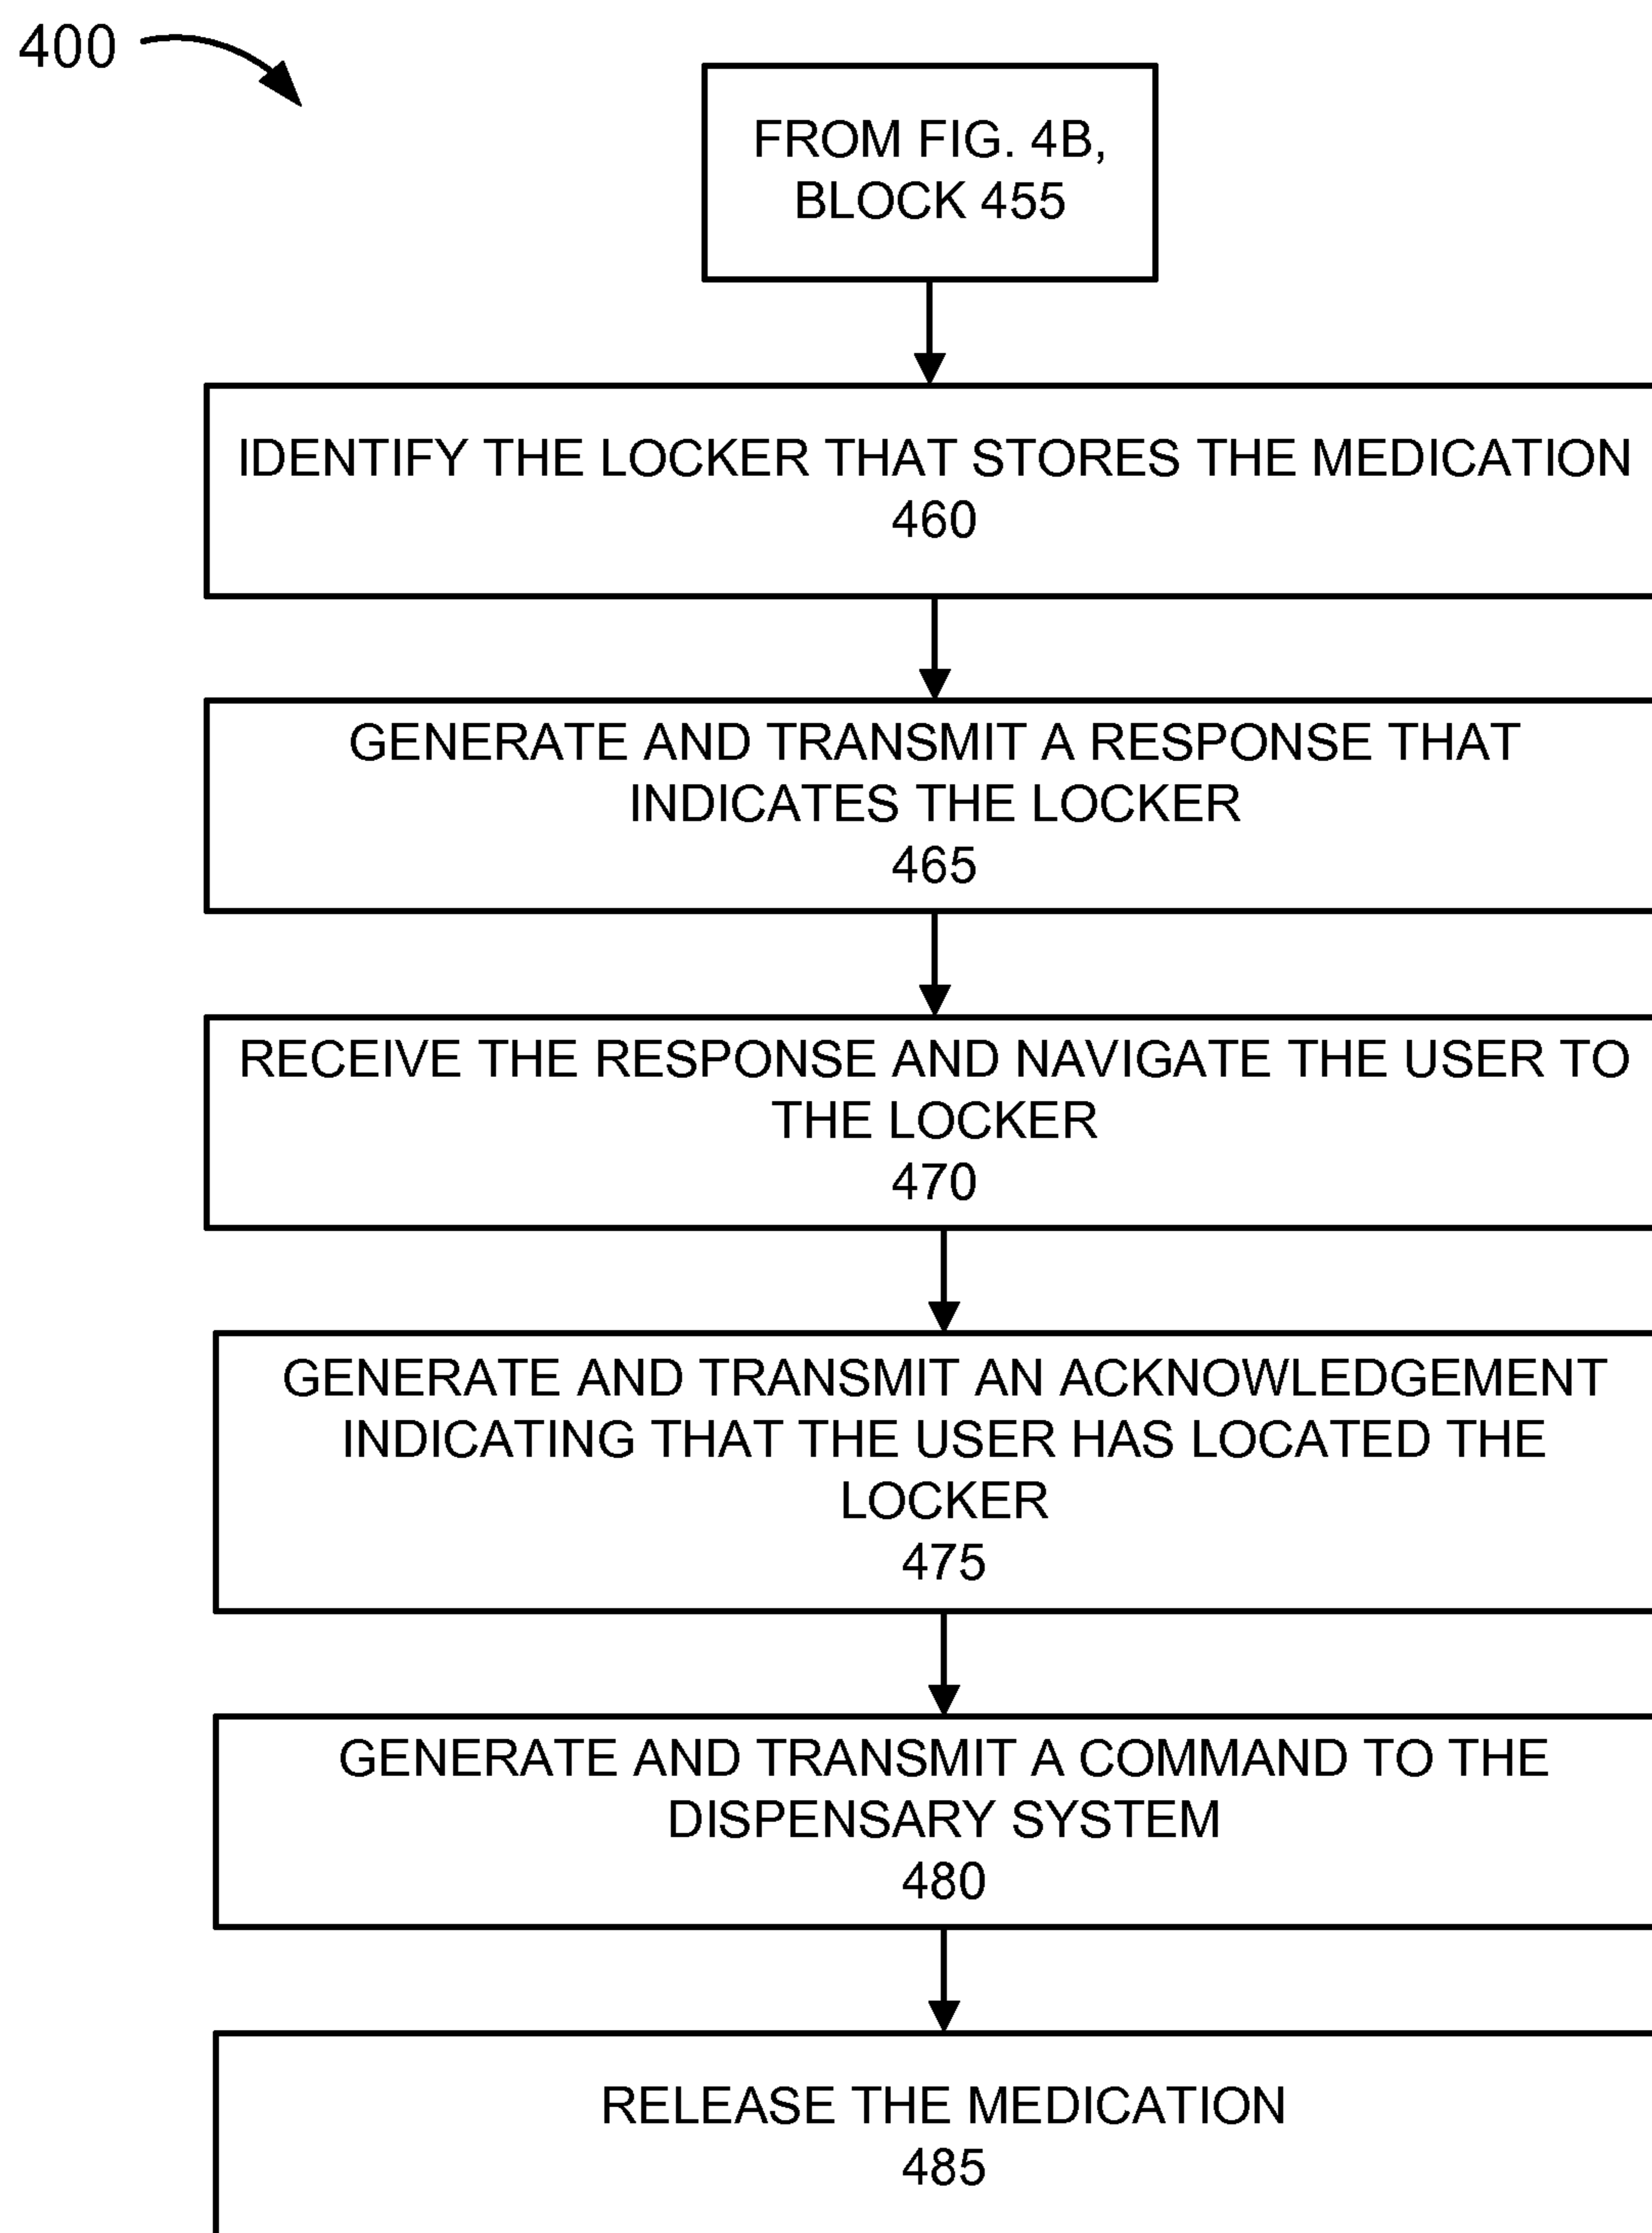 400
FROM FIG. 4B,
BLOCK 455
IDENTIFY THE LOCKER THAT STORES THE MEDICATION
460
GENERATE AND TRANSMIT A RESPONSE THAT
INDICATES THE LOCKER
465
RECEIVE THE RESPONSE AND NAVIGATE THE USER TO
THE LOCKER
470
GENERATE AND TRANSMIT AN ACKNOWLEDGEMENT
INDICATING THAT THE USER HAS LOCATED THE
LOCKER
475
GENERATE AND TRANSMIT A COMMAND TO THE
DISPENSARY SYSTEM
480
RELEASE THE MEDICATION
485